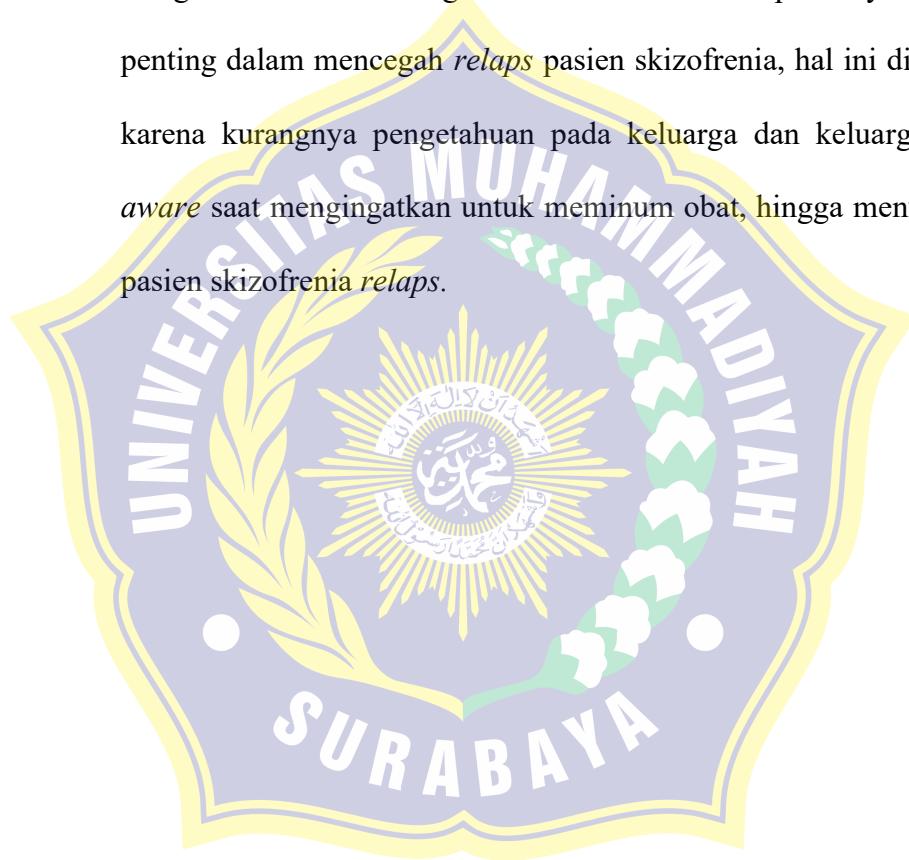 penting dalam mencegah relaps pasien skizofrenia, hal ini di
karena kurangnya pengetahuan pada keluarga dan keluarg
aware saat mengingatkan untuk meminum obat, hingga men
pasien skizofrenia relaps.
UNIVERSITAS MUHAMMADIYAH
SURABAYA